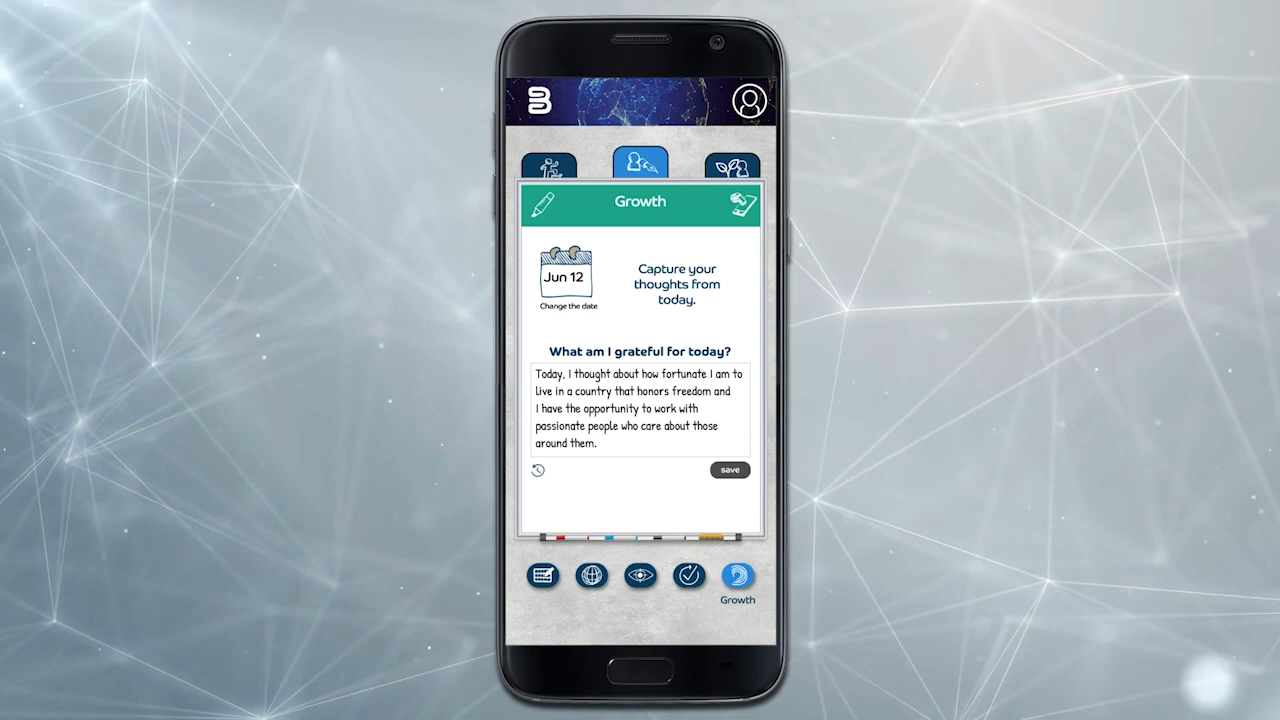 Growth
Jun 12
Change the date
Capture your
thoughts from
today.
What am I grateful for today?
Today, I thought about how fortunate I am to
live in a country that honors freedom and
I have the opportunity to work with
passionate people who care about those
around them.
save
Growth